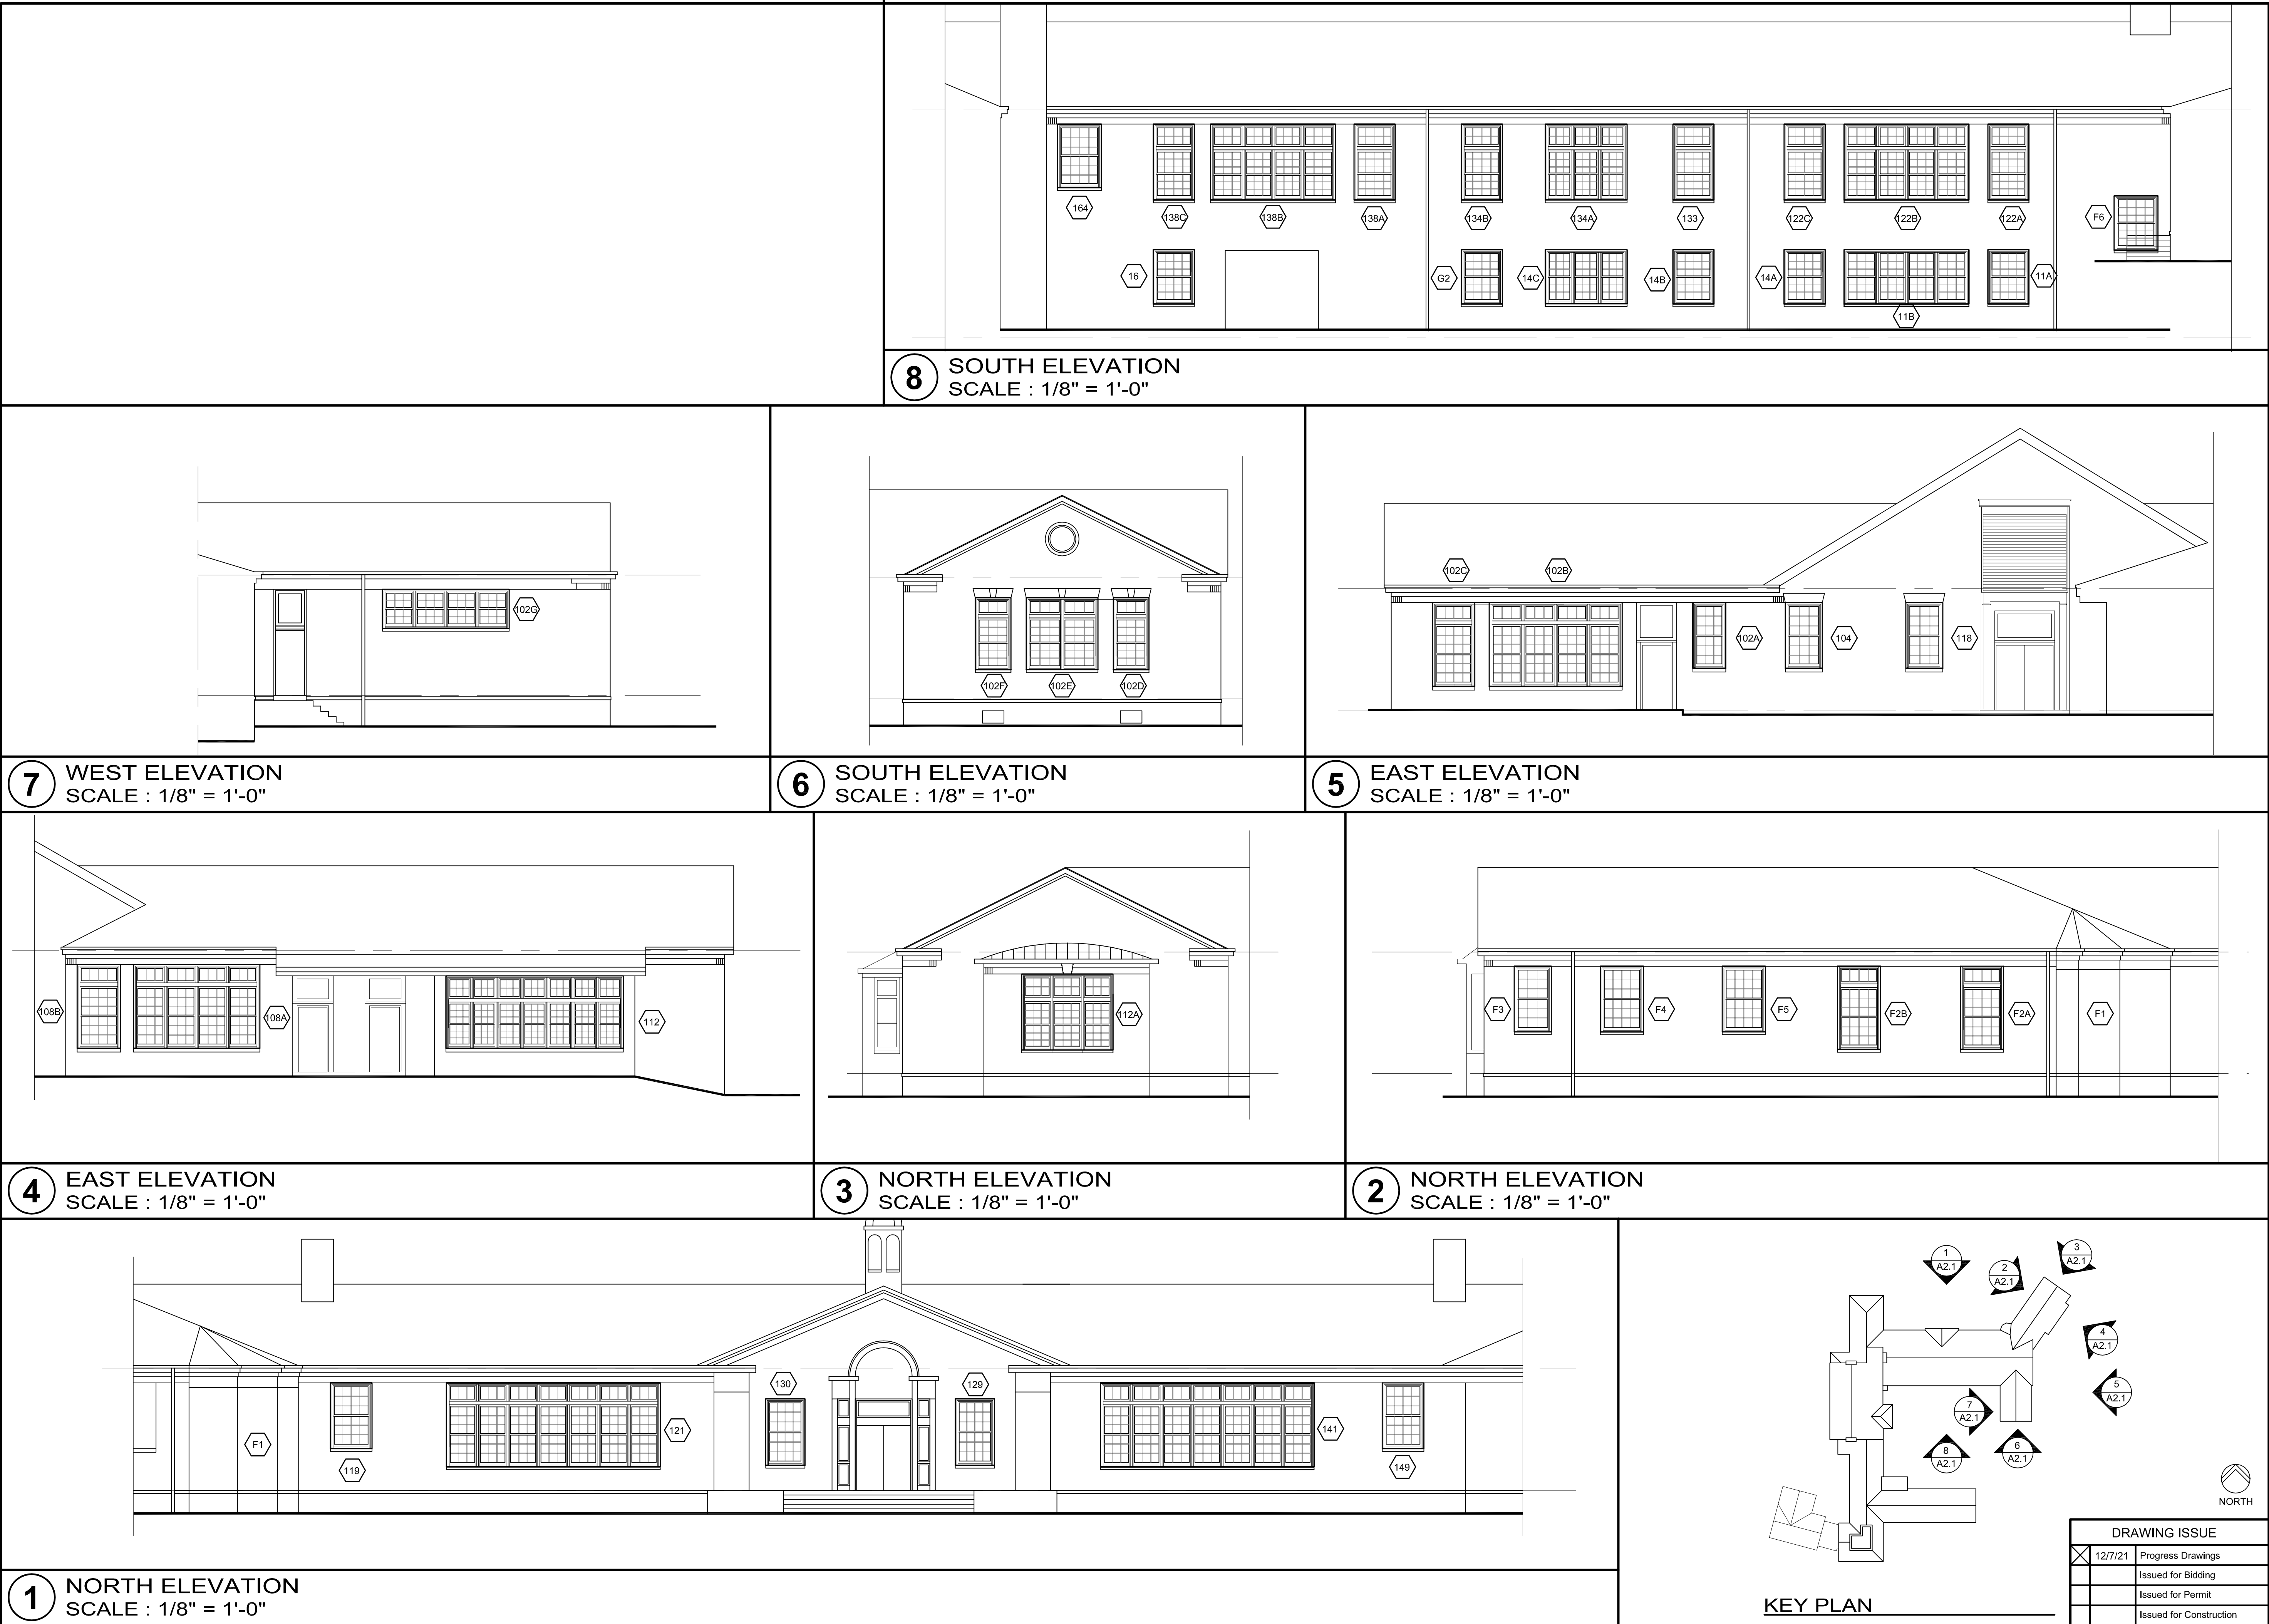 164
138C
138B
138A
134B
134A
133
122C
122B
122A
F6
16
G2
14C
14B
14A
11B
11A
8
SOUTH ELEVATION
SCALE : 1/8" = 1'-0"
102G
7
WEST ELEVATION
SCALE : 1/8" = 1'-0"
102F
102E
102D
6
SOUTH ELEVATION
SCALE : 1/8" = 1'-0"
102C
102B
102A
104
118
5
EAST ELEVATION
SCALE : 1/8" = 1'-0"
108B
108A
112
4
EAST ELEVATION
SCALE : 1/8" = 1'-0"
112A
3
NORTH ELEVATION
SCALE : 1/8" = 1'-0"
F3
F4
F5
F2B
F2A
F1
2
NORTH ELEVATION
SCALE : 1/8" = 1'-0"
F1
119
121
130
129
141
149
1
NORTH ELEVATION
SCALE : 1/8" = 1'-0"
1
A2.1
2
A2.1
3
A2.1
4
A2.1
5
A2.1
7
A2.1
8
A2.1
6
A2.1
NORTH
KEY PLAN
DRAWING ISSUE
12/7/21 Progress Drawings
Issued for Bidding
Issued for Permit
Issued for Construction